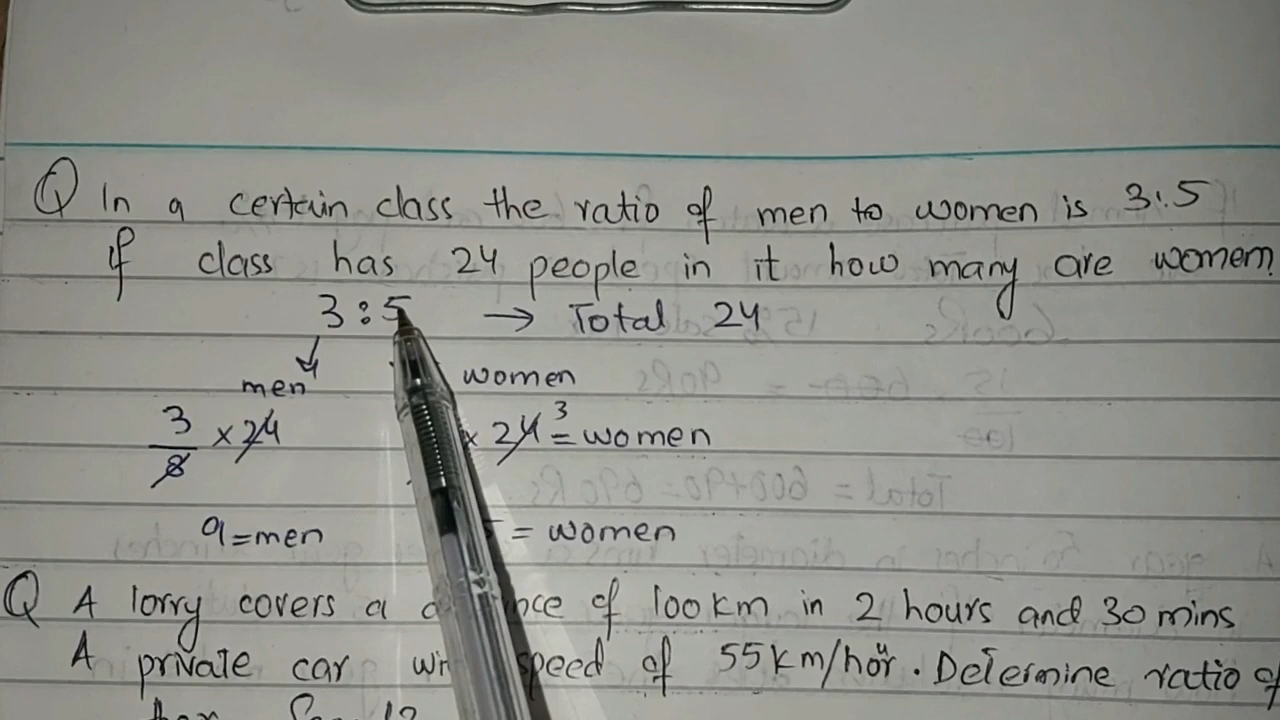 Q In a certain class the ratio of men to women is 3:5
if class has 24 people in it how many are women
3:5 → Total 24
men women
3/8 × 24 × 24 3 = women
9 = men = women
Q A lorry covers a of 100 km in 2 hours and 30 mins
A private car speed of 55 km/hour. Determine ratio of